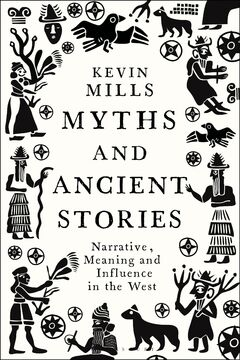 KEVIN
MILLS
MYTHS
AND
ANCIENT
STORIES
Narrative,
Meaning and
Influence
in the West